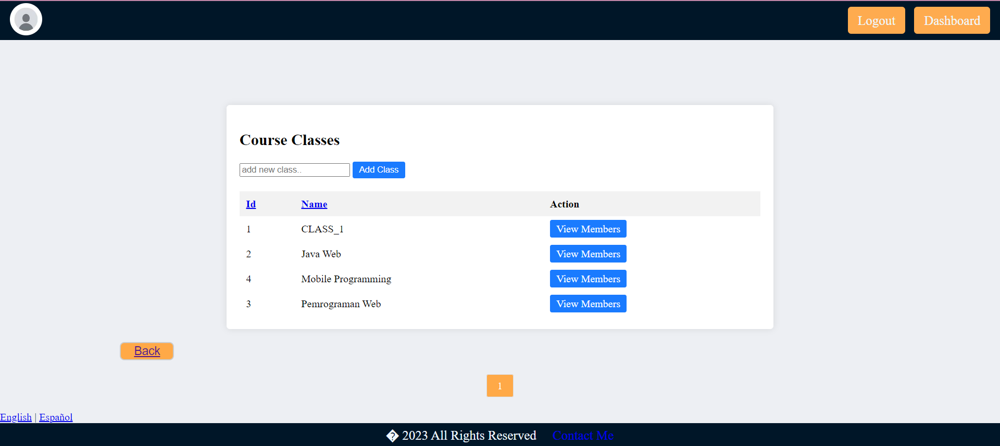 Logout Dashboard
Course Classes
add new class.. Add Class
Id Name Action
1 CLASS_1 View Members
2 Java Web View Members
4 Mobile Programming View Members
3 Pemrograman Web View Members
Back
1
English | Español
� 2023 All Rights Reserved Contact Me